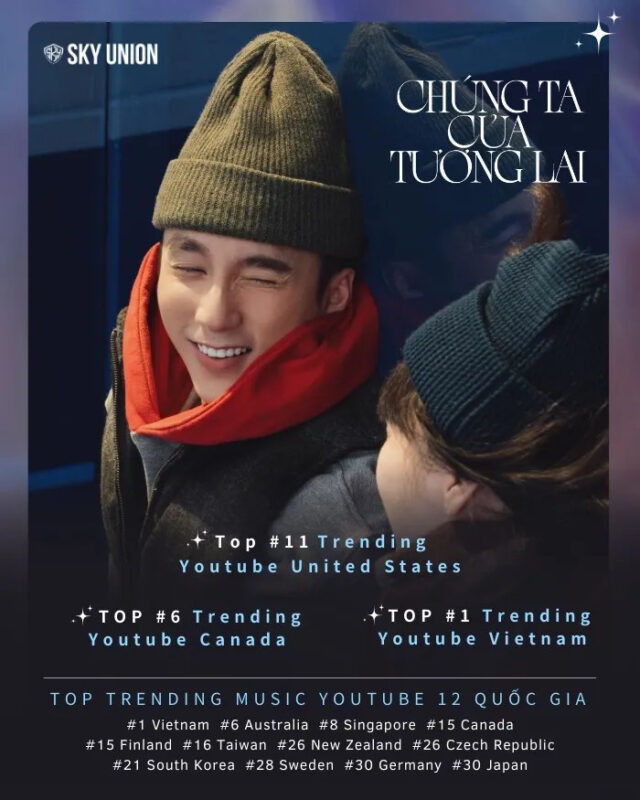 SKY UNION
CHÚNG TA
CỦA
TƯƠNG LAI
Top #11 Trending
Youtube United States
TOP #6 Trending
Youtube Canada
TOP #1 Trending
Youtube Vietnam
TOP TRENDING MUSIC YOUTUBE 12 QUỐC GIA
#1 Vietnam #6 Australia #8 Singapore #15 Canada
#15 Finland #16 Taiwan #26 New Zealand #26 Czech Republic
#21 South Korea #28 Sweden #30 Germany #30 Japan